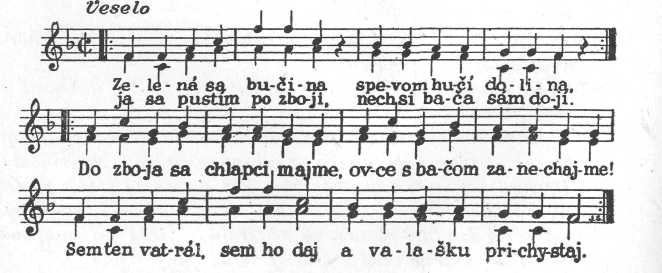 Veselo
Ze-le-ná sa bu-či-na spe-vom hu-čí do-li-na,
ja sa pustím po zboji, nech si ba-ča sám do-jí.
Do zbo-ja sa chlapci majme, ov-ce s ba-čom za-ne-chaj-me!
Sem ten vat-rál, sem ho daj a va-la-šku pri-chy-staj.